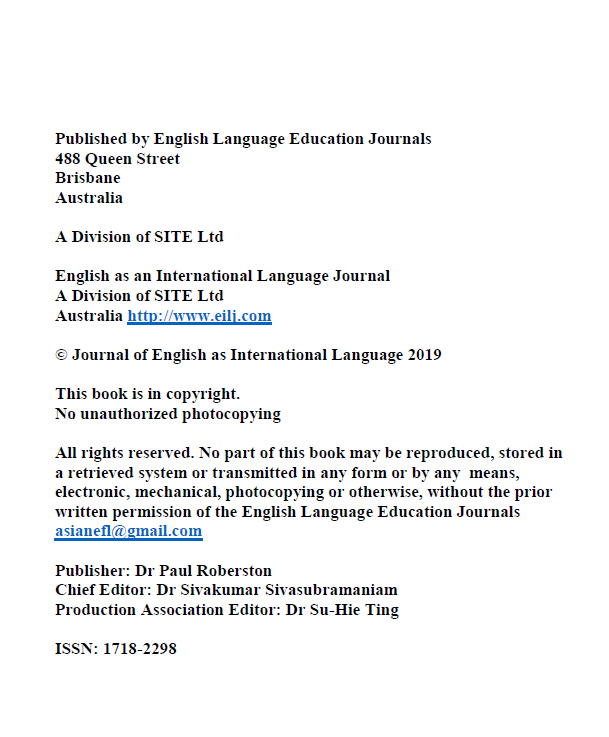 Published by English Language Education Journals
488 Queen Street
Brisbane
Australia
A Division of SITE Ltd
English as an International Language Journal
A Division of SITE Ltd
Australia http://www.eilj.com
© Journal of English as International Language 2019
This book is in copyright.
No unauthorized photocopying
All rights reserved. No part of this book may be reproduced, stored in
a retrieved system or transmitted in any form or by any means,
electronic, mechanical, photocopying or otherwise, without the prior
written permission of the English Language Education Journals
asianefl@gmail.com
Publisher: Dr Paul Roberston
Chief Editor: Dr Sivakumar Sivasubramaniam
Production Association Editor: Dr Su-Hie Ting
ISSN: 1718-2298